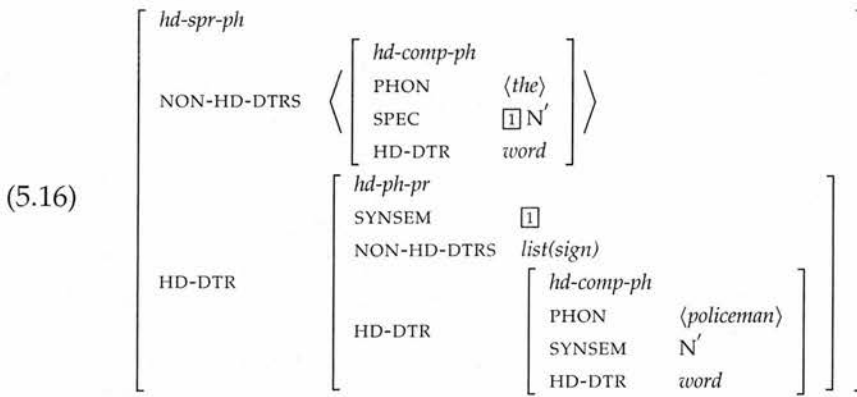 hd-spr-ph
hd-comp-ph
PHON ⟨the⟩
NON-HD-DTRS
SPEC [1] N′
HD-DTR word
(5.16)
hd-ph-pr
SYNSEM [1]
NON-HD-DTRS list(sign)
HD-DTR
hd-comp-ph
PHON ⟨policeman⟩
HD-DTR
SYNSEM N′
HD-DTR word